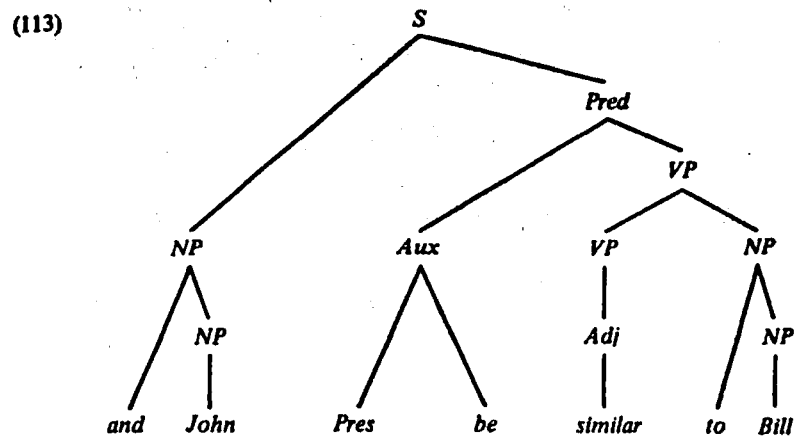 (113)
S
Pred
VP
NP Aux VP NP
NP Adj NP
and John Pres be similar to Bill